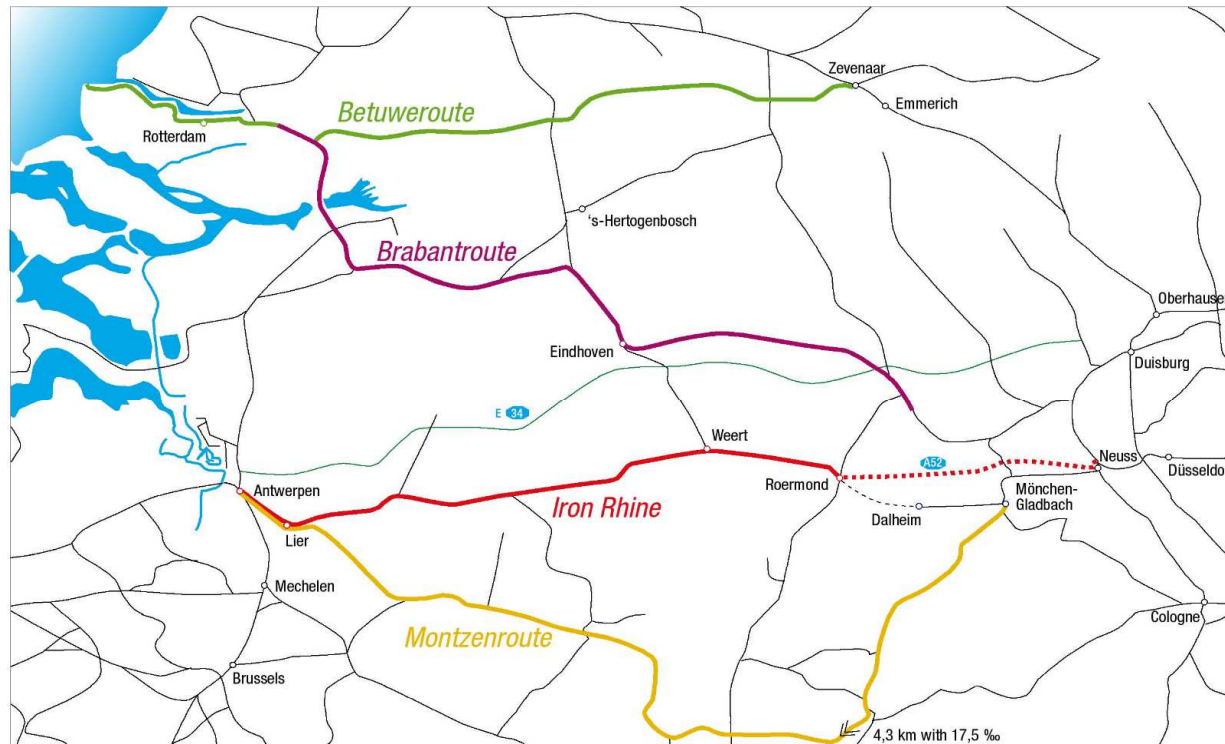 Zevenaar
Emmerich
Betuweroute
Rotterdam
‘s-Hertogenbosch
Brabantroute
Oberhause
Eindhoven
Duisburg
E 34
Weert
A52
Neuss
Düsseldo
Antwerpen
Roermond
Iron Rhine
Mönchen-
Gladbach
Dalheim
Lier
Mechelen
Cologne
Montzenroute
Brussels
4,3 km with 17,5 ‰